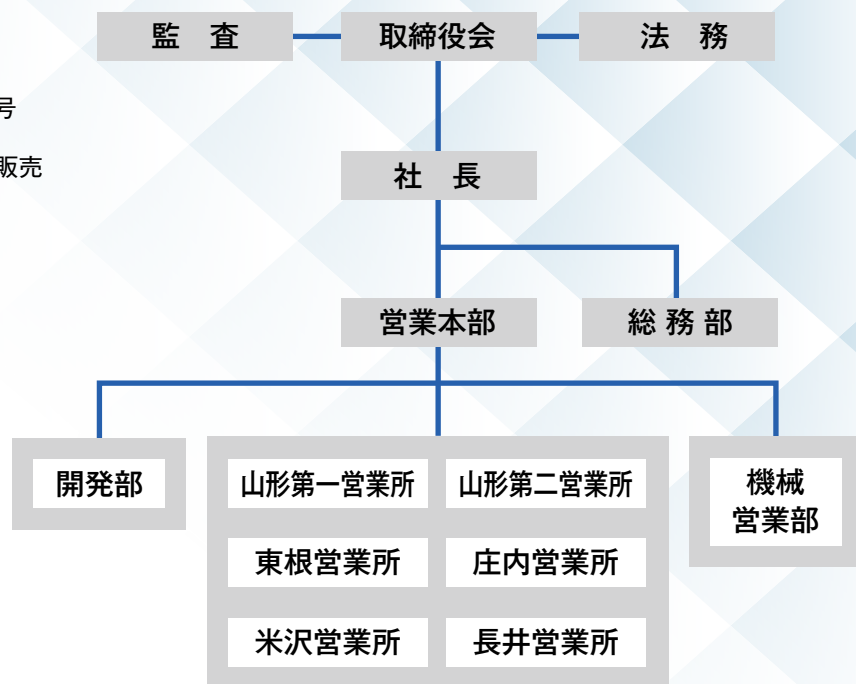 監 査
取締役会
法 務
号
販売
社 長
営業本部
総 務 部
開発部
山形第一営業所
山形第二営業所
機械
営業部
東根営業所
庄内営業所
米沢営業所
長井営業所